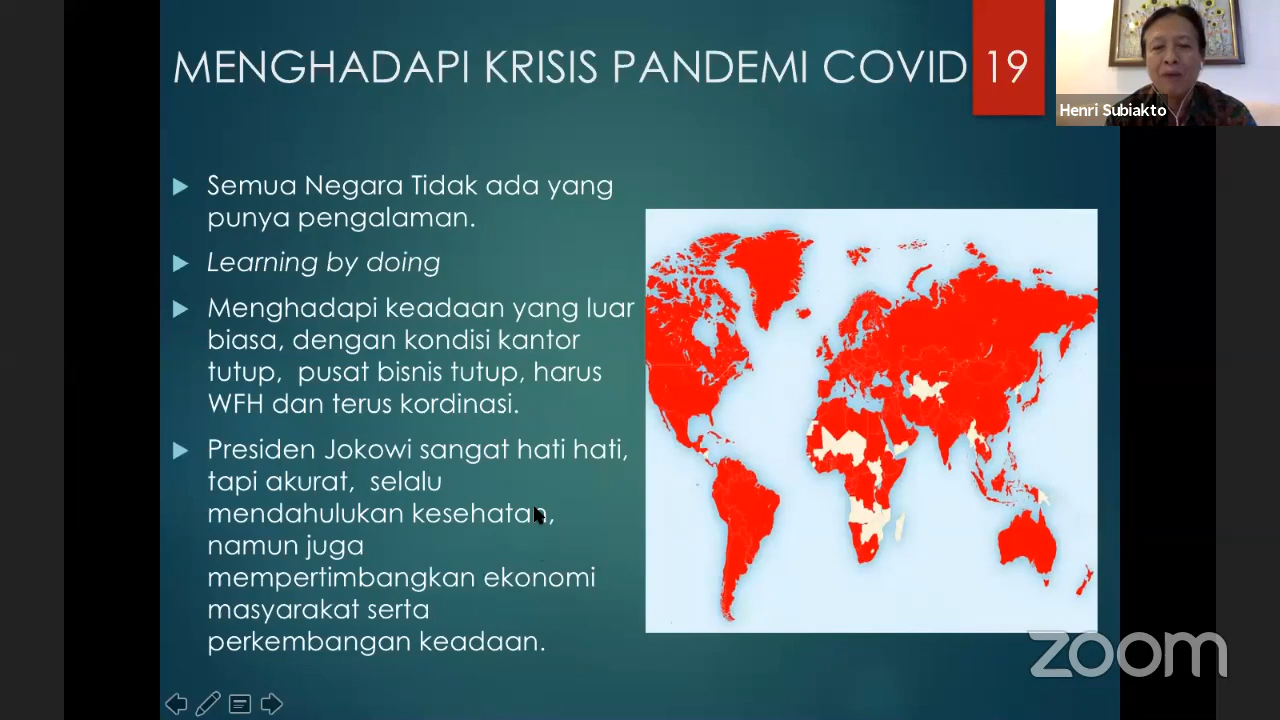 MENGHADAPI KRISIS PANDEMI COVID 19
Henri Subiakto
Semua Negara Tidak ada yang
punya pengalaman.
Learning by doing
Menghadapi keadaan yang luar
biasa, dengan kondisi kantor
tutup, pusat bisnis tutup, harus
WFH dan terus kordinasi.
Presiden Jokowi sangat hati hati,
tapi akurat, selalu
mendahulukan kesehatan,
namun juga
mempertimbangkan ekonomi
masyarakat serta
perkembangan keadaan.
zoom